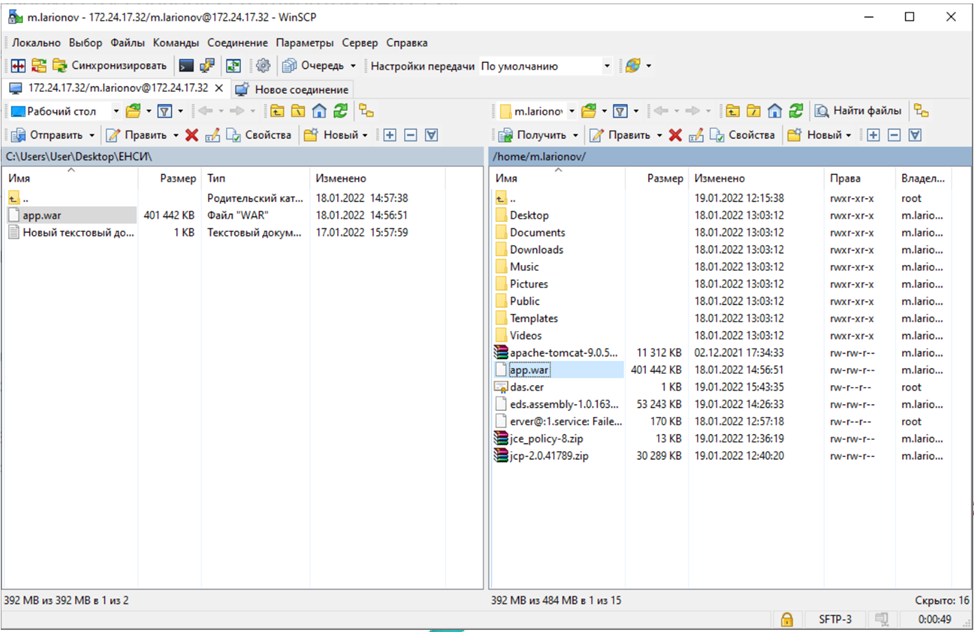 m.larionov - 172.24.17.32/m.larionov@172.24.17.32 - WinSCP
Локально Выбор Файлы Команды Соединение Параметры Сервер Справка
Синхронизировать Очередь Настройки передачи По умолчанию
172.24.17.32/m.larionov@172.24.17.32 Новое соединение
Рабочий стол m.larionov Найти файлы
Отправить Править Свойства Новый Получить Править Свойства Новый
C:\Users\User\Desktop\ЕНСИ\ /home/m.larionov/
Имя Размер Тип Изменено Имя Размер Изменено Права Владел...
.. Родительский кат... 18.01.2022 14:57:38 .. 19.01.2022 12:15:38 rwxr-xr-x root
app.war 401 442 KB Файл "WAR" 18.01.2022 14:56:51 Desktop 18.01.2022 13:03:12 rwxr-xr-x m.lario...
Новый текстовый до... 1 KB Текстовый докум... 17.01.2022 15:57:59 Documents 18.01.2022 13:03:12 rwxr-xr-x m.lario...
Downloads 18.01.2022 13:03:12 rwxr-xr-x m.lario...
Music 18.01.2022 13:03:12 rwxr-xr-x m.lario...
Pictures 18.01.2022 13:03:12 rwxr-xr-x m.lario...
Public 18.01.2022 13:03:12 rwxr-xr-x m.lario...
Templates 18.01.2022 13:03:12 rwxr-xr-x m.lario...
Videos 18.01.2022 13:03:12 rwxr-xr-x m.lario...
apache-tomcat-9.0.5... 11 312 KB 02.12.2021 17:34:33 rw-rw-r-- m.lario...
app.war 401 442 KB 18.01.2022 14:56:51 rw-rw-r-- m.lario...
das.cer 1 KB 19.01.2022 15:43:35 rw-r--r-- root
eds.assembly-1.0.163... 53 243 KB 19.01.2022 14:26:33 rw-rw-r-- m.lario...
erver@:1.service: Faile... 170 KB 18.01.2022 12:57:18 rw-r--r-- root
jce_policy-8.zip 13 KB 19.01.2022 12:36:19 rw-rw-r-- m.lario...
jcp-2.0.41789.zip 30 289 KB 19.01.2022 12:40:20 rw-rw-r-- m.lario...
392 MB из 392 MB в 1 из 2 392 MB из 484 MB в 1 из 15 Скрыто: 16
SFTP-3 0:00:49